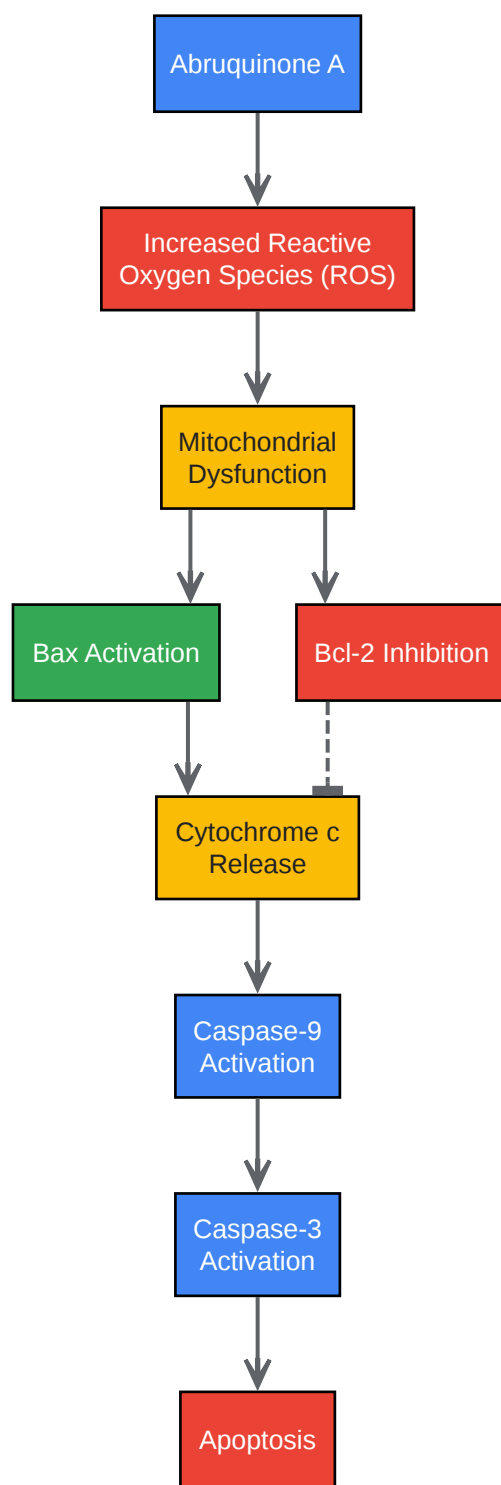 Abruquinone A
Increased Reactive
Oxygen Species (ROS)
Mitochondrial
Dysfunction
Bax Activation
Bcl-2 Inhibition
Cytochrome c
Release
Caspase-9
Activation
Caspase-3
Activation
Apoptosis